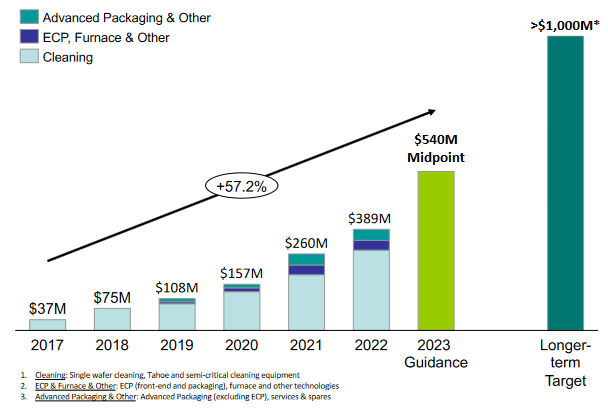 Advanced Packaging & Other
ECP, Furnace & Other
Cleaning
>$1,000M*
$540M
Midpoint
+57.2%
$389M
$260M
$157M
$108M
$75M
$37M
2017
2018
2019
2020
2021
2022
2023
Guidance
Longer-
term
Target
1. Cleaning: Single wafer cleaning, Tahoe and semi-critical cleaning equipment
2. ECP & Furnace & Other: ECP (front-end and packaging), furnace and other technologies
3. Advanced Packaging & Other: Advanced Packaging (excluding ECP), services & spares